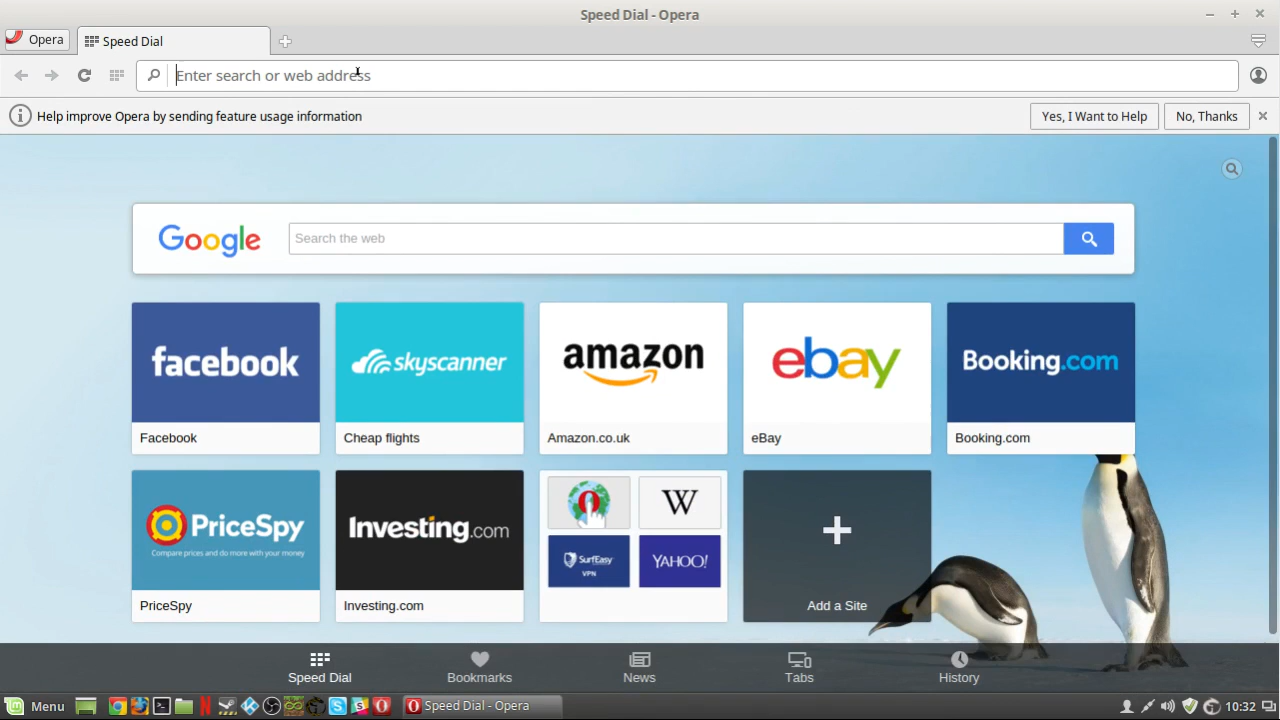 Speed Dial - Opera
Opera
Speed Dial
Enter search or web address
Help improve Opera by sending feature usage information
Yes, I Want to Help
No, Thanks
Google
Search the web
facebook
skyscanner
amazon
ebay
Booking.com
Facebook
Cheap flights
Amazon.co.uk
eBay
Booking.com
PriceSpy
Compare prices and do more with your money
Investing.com
W
SurfEasy
VPN
YAHOO!
PriceSpy
Investing.com
Add a Site
Speed Dial
Bookmarks
News
Tabs
History
Menu
Speed Dial - Opera
10:32